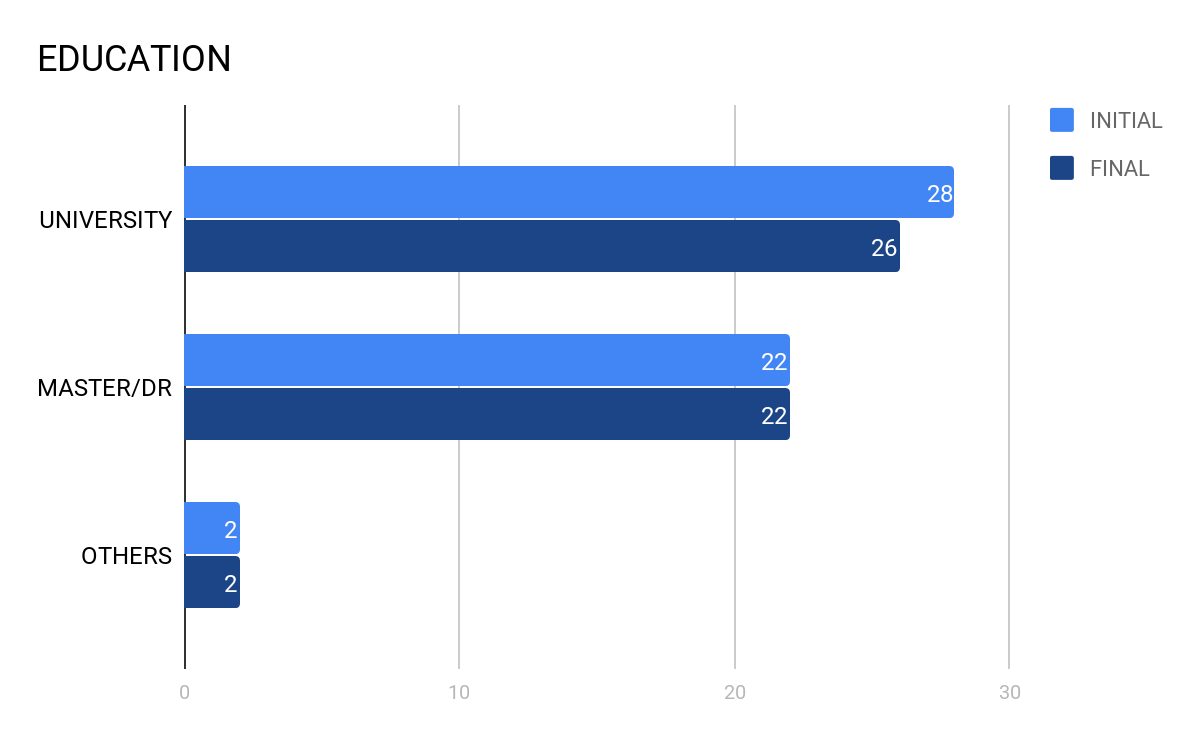 EDUCATION
INITIAL
FINAL
UNIVERSITY
28
26
MASTER/DR
22
22
OTHERS
2
2
0 10 20 30